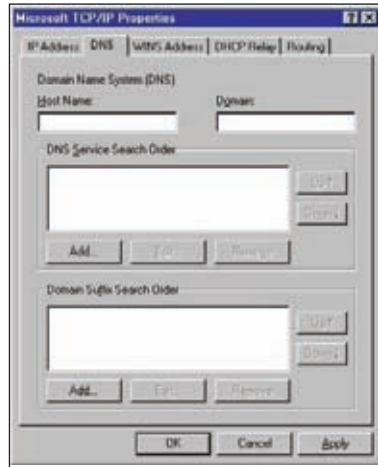 Microsoft TCP/IP Properties
IP Address DNS WINS Address DHCP Relay Routing
Domain Name System (DNS)
Host Name: Domain:
DNS Service Search Order
Up↑
Down↓
Add... Edit... Remove
Domain Suffix Search Order
Up↑
Down↓
Add... Edit... Remove
OK Cancel Apply